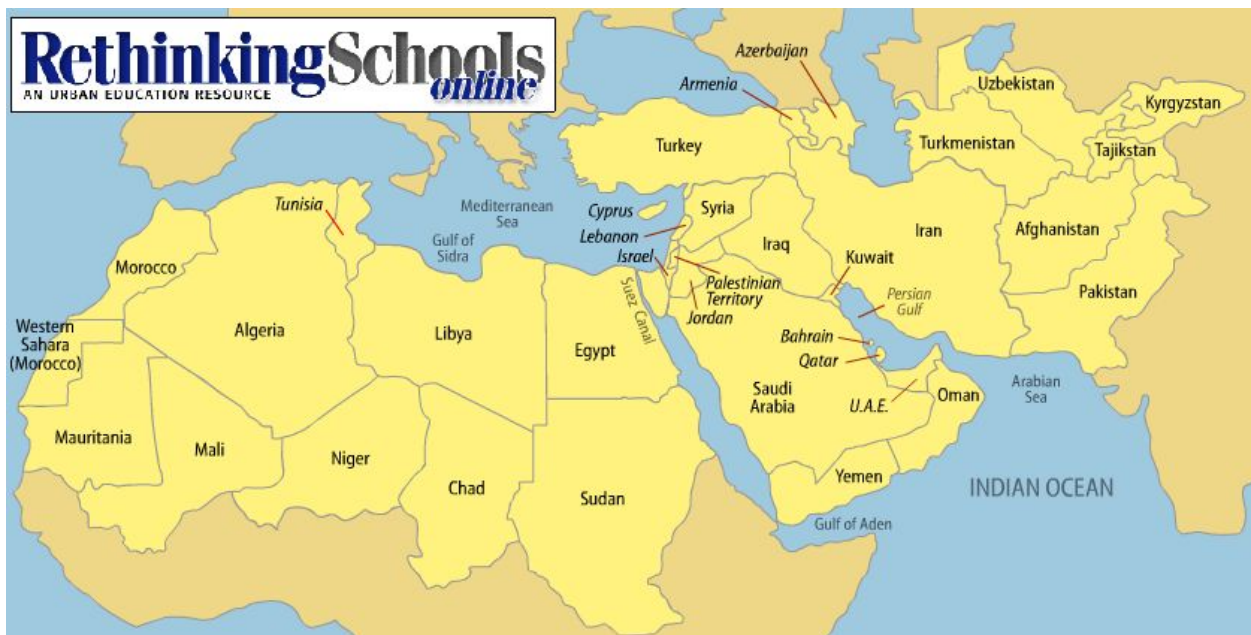 RethinkingSchools
online
AN URBAN EDUCATION RESOURCE
Azerbaijan
Armenia
Uzbekistan
Kyrgyzstan
Turkey
Turkmenistan
Tajikstan
Tunisia
Mediterranean
Sea
Cyprus
Syria
Lebanon
Gulf of
Sidra
Israel
Iraq
Iran
Afghanistan
Morocco
Kuwait
Palestinian
Territory
Jordan
Suez Canal
Persian
Gulf
Pakistan
Western
Sahara
(Morocco)
Algeria
Libya
Egypt
Bahrain
Qatar
Saudi
Arabia
U.A.E.
Oman
Arabian
Sea
Mauritania
Mali
Niger
Chad
Sudan
Yemen
INDIAN OCEAN
Gulf of Aden